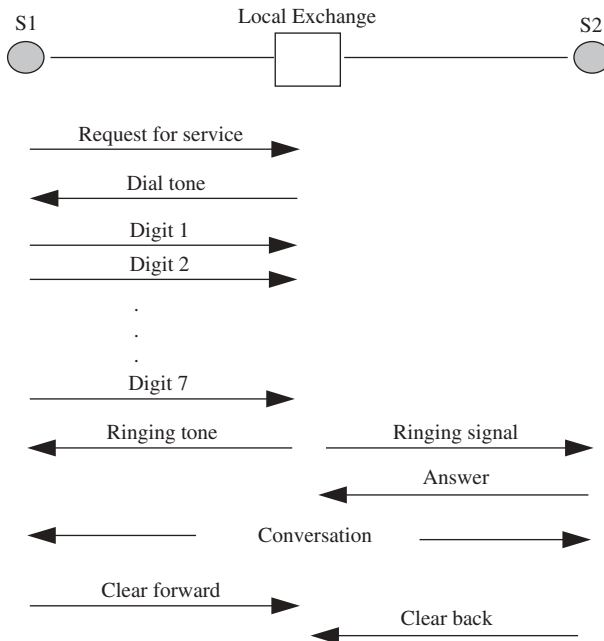 S1
Local Exchange
S2
Request for service
Dial tone
Digit 1
Digit 2
.
.
.
Digit 7
Ringing tone
Ringing signal
Answer
Conversation
Clear forward
Clear back